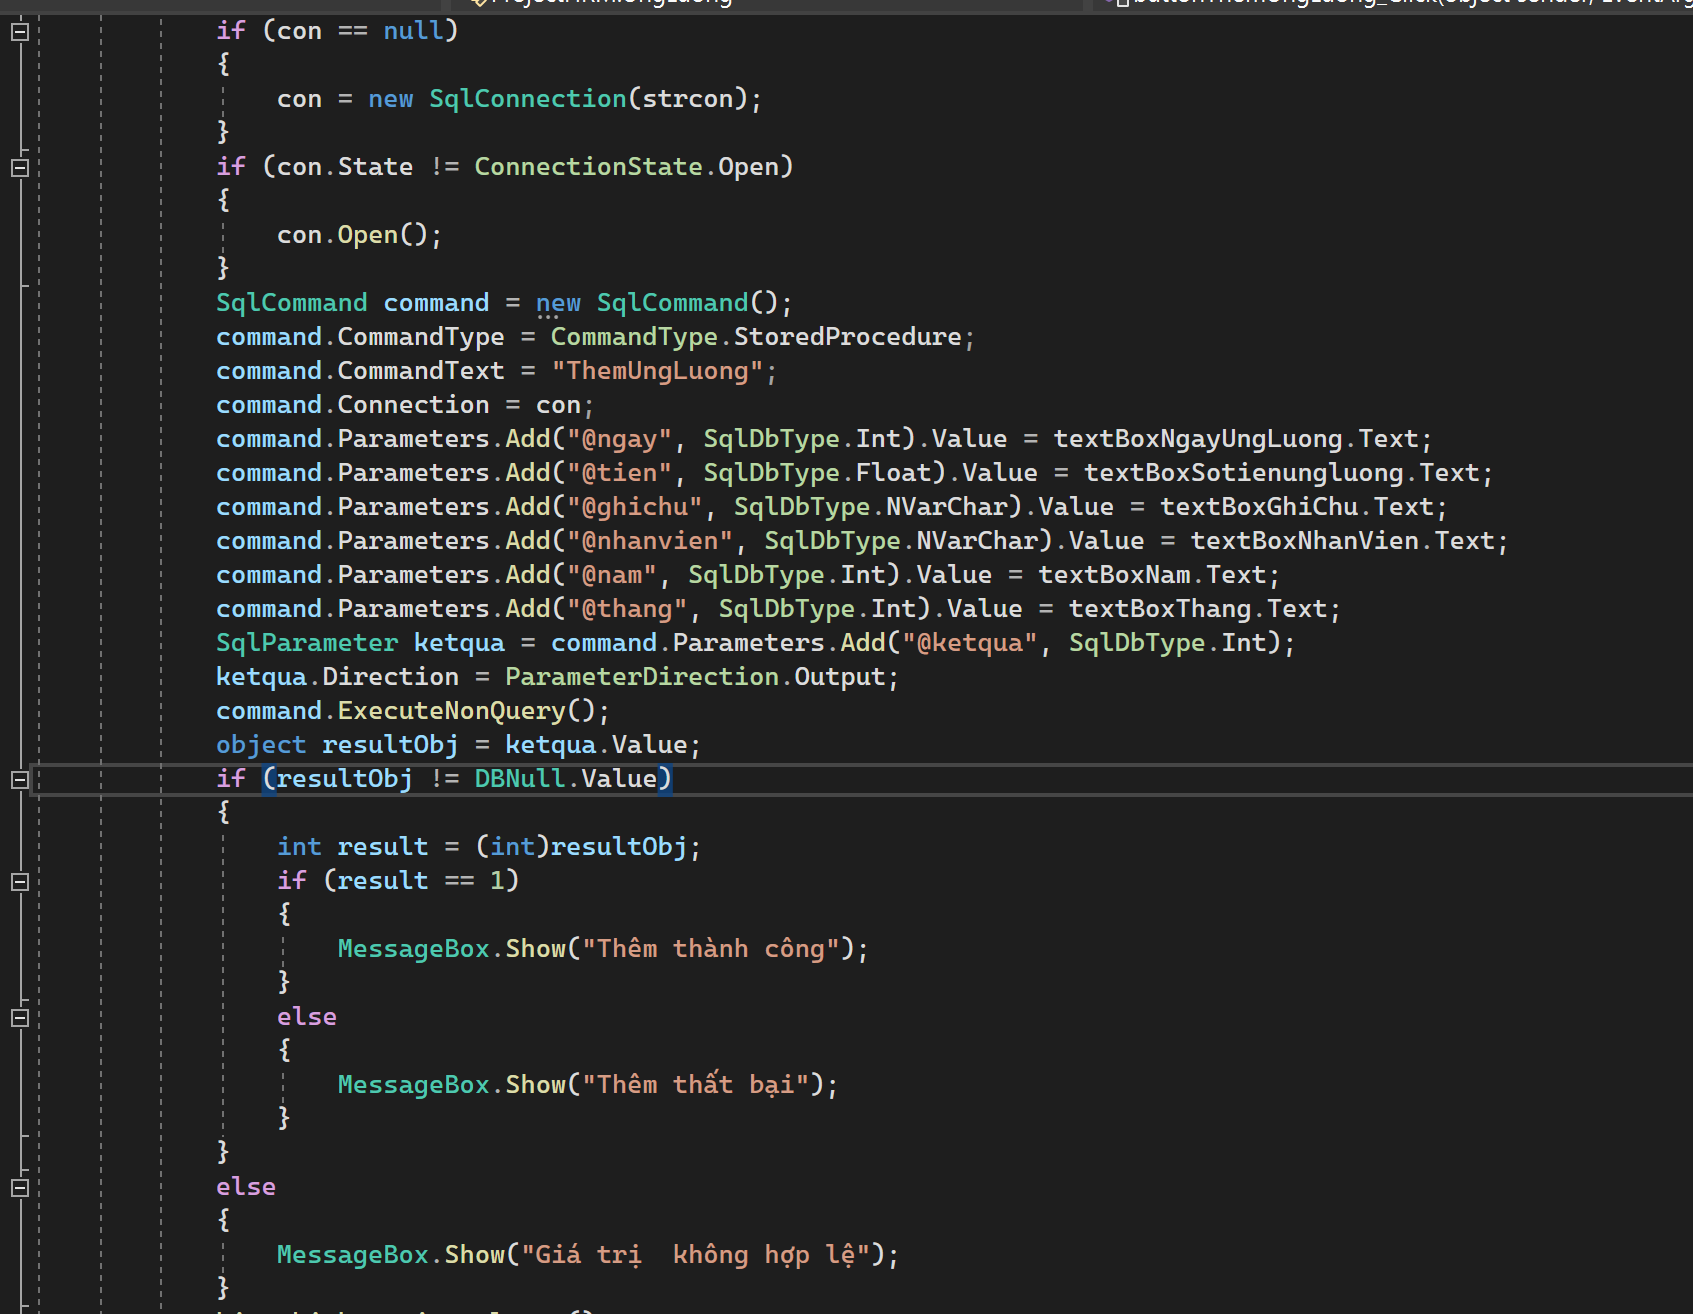 if (con == null)
{
con = new SqlConnection(strcon);
}
if (con.State != ConnectionState.Open)
{
con.Open();
}
SqlCommand command = new SqlCommand();
command.CommandType = CommandType.StoredProcedure;
command.CommandText = "ThemUngLuong";
command.Connection = con;
command.Parameters.Add("@ngay", SqlDbType.Int).Value = textBoxNgayUngLuong.Text;
command.Parameters.Add("@tien", SqlDbType.Float).Value = textBoxSotienungluong.Text;
command.Parameters.Add("@ghichu", SqlDbType.NVarChar).Value = textBoxGhiChu.Text;
command.Parameters.Add("@nhanvien", SqlDbType.NVarChar).Value = textBoxNhanVien.Text;
command.Parameters.Add("@nam", SqlDbType.Int).Value = textBoxNam.Text;
command.Parameters.Add("@thang", SqlDbType.Int).Value = textBoxThang.Text;
SqlParameter ketqua = command.Parameters.Add("@ketqua", SqlDbType.Int);
ketqua.Direction = ParameterDirection.Output;
command.ExecuteNonQuery();
object resultObj = ketqua.Value;
if (resultObj != DBNull.Value)
{
int result = (int)resultObj;
if (result == 1)
{
MessageBox.Show("Thêm thành công");
}
else
{
MessageBox.Show("Thêm thất bại");
}
}
else
{
MessageBox.Show("Giá trị  không hợp lệ");
}